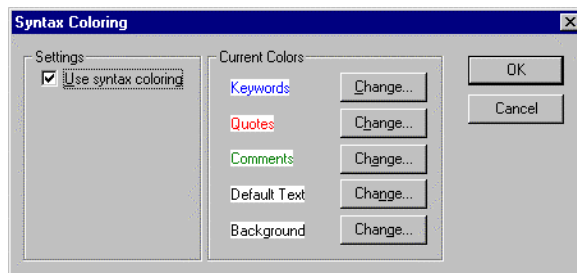 Syntax Coloring
Settings
Use syntax coloring
Current Colors
Keywords Change...
Quotes Change...
Comments Change...
Default Text Change...
Background Change...
OK
Cancel